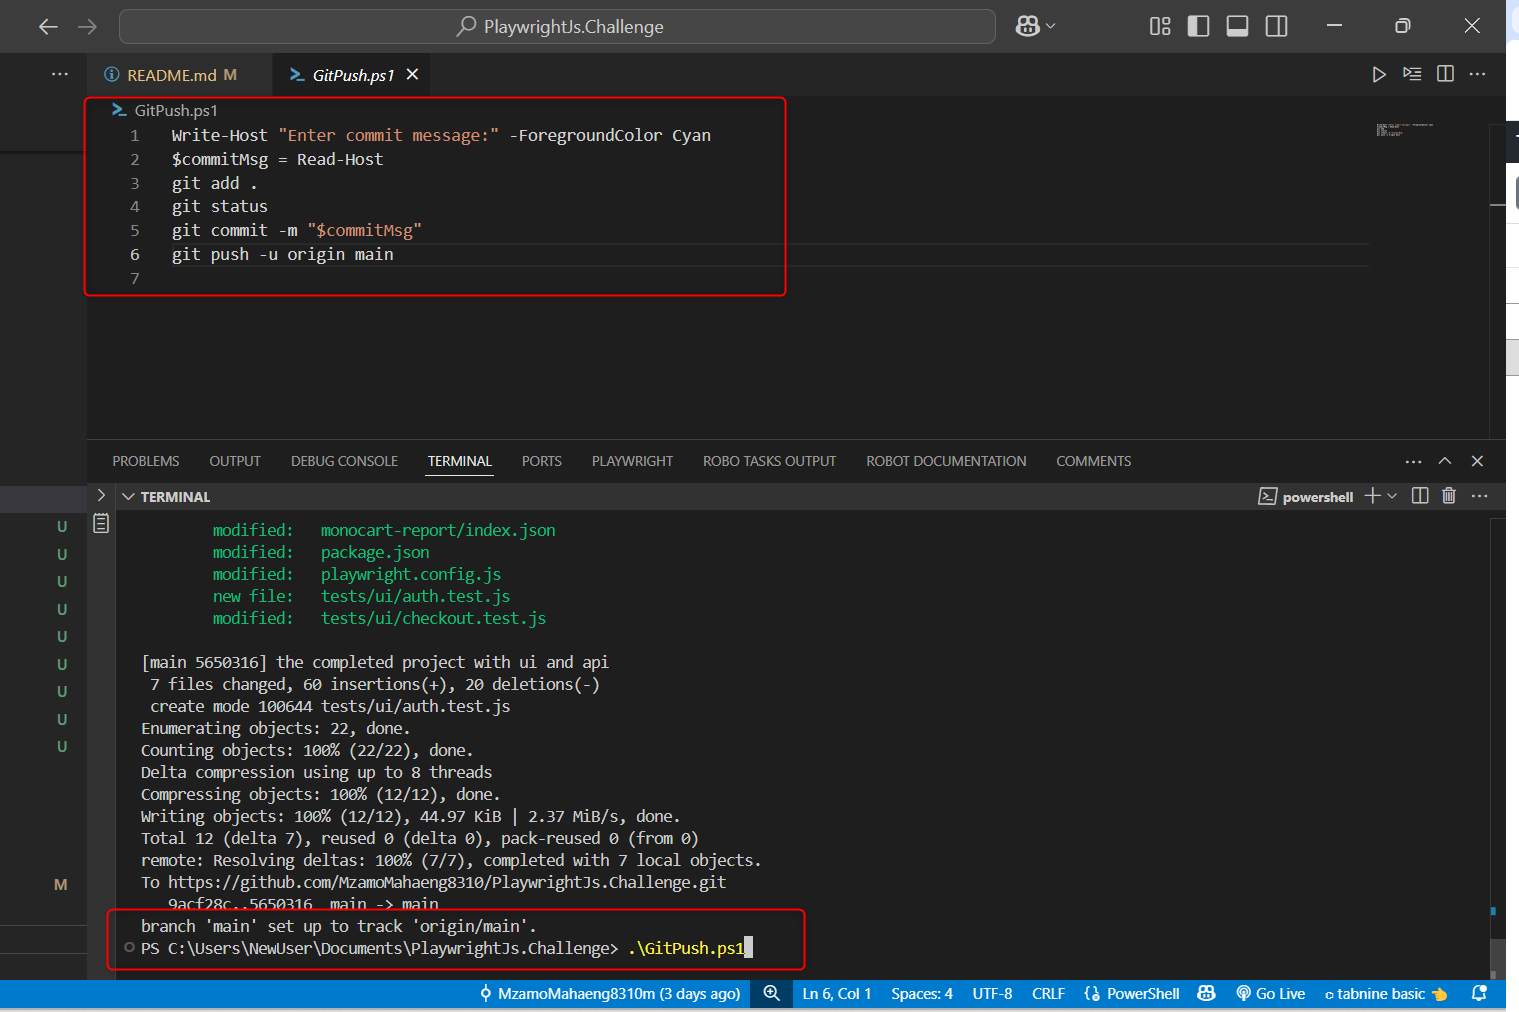 PlaywrightJs.Challenge
README.md M
GitPush.ps1
GitPush.ps1
1 Write-Host "Enter commit message:" -ForegroundColor Cyan
2 $commitMsg = Read-Host
3 git add .
4 git status
5 git commit -m "$commitMsg"
6 git push -u origin main
7
PROBLEMS OUTPUT DEBUG CONSOLE TERMINAL PORTS PLAYWRIGHT ROBO TASKS OUTPUT ROBOT DOCUMENTATION COMMENTS
TERMINAL
powershell
U
U
U
U
U
U
U
U
U
M
modified: monocart-report/index.json
modified: package.json
modified: playwright.config.js
new file: tests/ui/auth.test.js
modified: tests/ui/checkout.test.js
[main 5650316] the completed project with ui and api
7 files changed, 60 insertions(+), 20 deletions(-)
create mode 100644 tests/ui/auth.test.js
Enumerating objects: 22, done.
Counting objects: 100% (22/22), done.
Delta compression using up to 8 threads
Compressing objects: 100% (12/12), done.
Writing objects: 100% (12/12), 44.97 KiB | 2.37 MiB/s, done.
Total 12 (delta 7), reused 0 (delta 0), pack-reused 0 (from 0)
remote: Resolving deltas: 100% (7/7), completed with 7 local objects.
To https://github.com/MzamoMahaeng8310/PlaywrightJs.Challenge.git
9acf28c..5650316 main -> main
branch 'main' set up to track 'origin/main'.
PS C:\Users\NewUser\Documents\PlaywrightJs.Challenge> .\GitPush.ps1
MzamoMahaeng8310m (3 days ago) Ln 6, Col 1 Spaces: 4 UTF-8 CRLF PowerShell Go Live tabnine basic